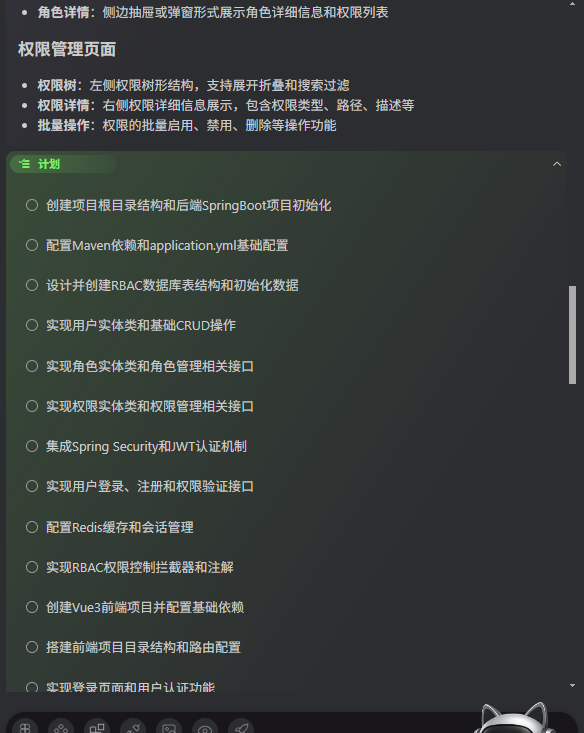 角色详情：侧边抽屉或弹窗形式展示角色详细信息和权限列表
权限管理页面
权限树：左侧权限树形结构，支持展开折叠和搜索过滤
权限详情：右侧权限详细信息展示，包含权限类型、路径、描述等
批量操作：权限的批量启用、禁用、删除等操作功能
计划
创建项目根目录结构和后端SpringBoot项目初始化
配置Maven依赖和application.yml基础配置
设计并创建RBAC数据库表结构和初始化数据
实现用户实体类和基础CRUD操作
实现角色实体类和角色管理相关接口
实现权限实体类和权限管理相关接口
集成Spring Security和JWT认证机制
实现用户登录、注册和权限验证接口
配置Redis缓存和会话管理
实现RBAC权限控制拦截器和注解
创建Vue3前端项目并配置基础依赖
搭建前端项目目录结构和路由配置
实现登录页面和用户认证功能